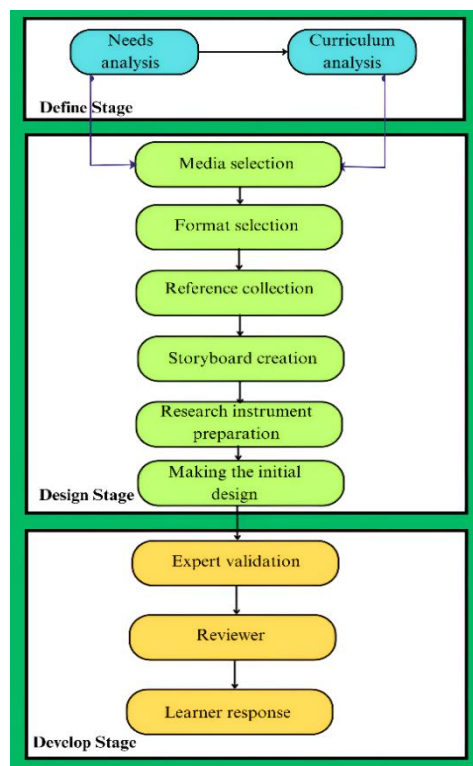 Needs
analysis
Curriculum
analysis
Define Stage
Media selection
Format selection
Reference collection
Storyboard creation
Research instrument
preparation
Making the initial
design
Design Stage
Expert validation
Reviewer
Learner response
Develop Stage